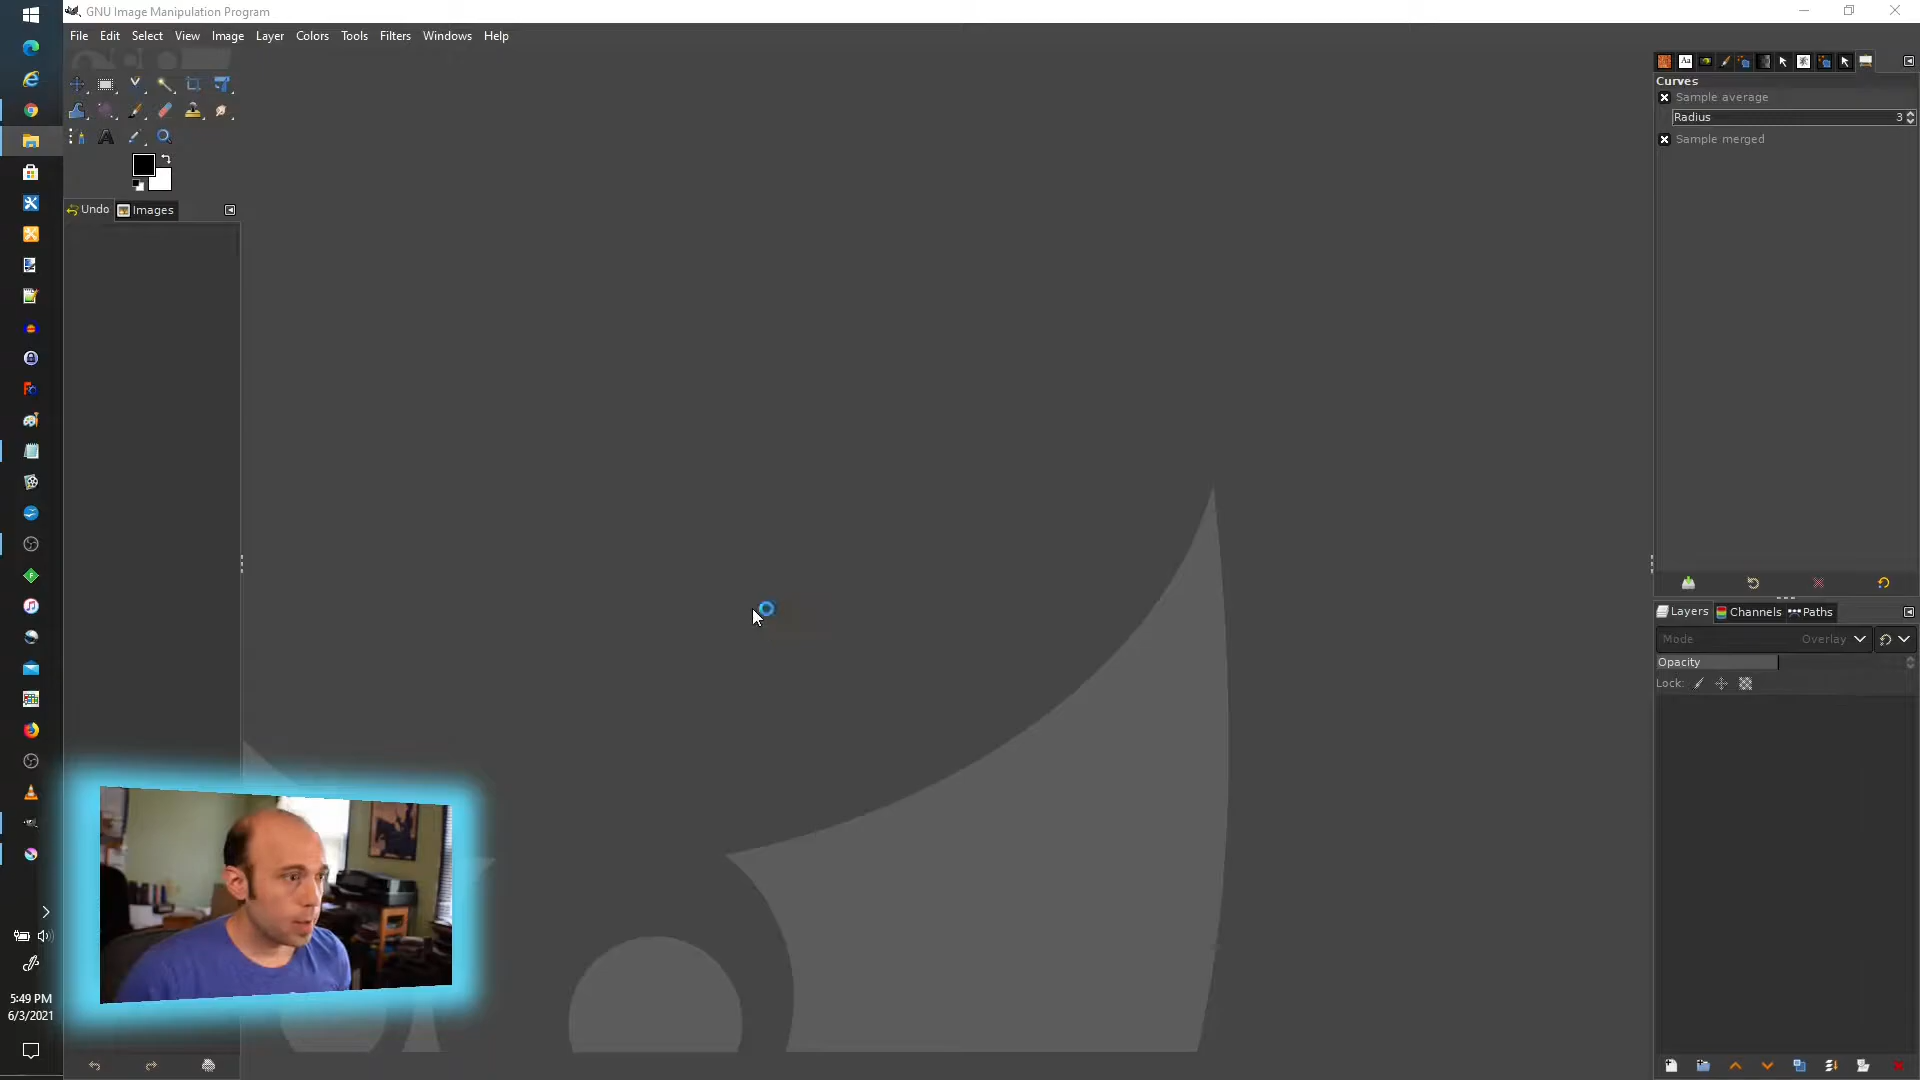 GNU Image Manipulation Program
File Edit Select View Image Layer Colors Tools Filters Windows Help
Curves
Sample average
Radius 3
Sample merged
Undo Images
Layers Channels Paths
Mode Overlay
Opacity
Lock:
5:49 PM
6/3/2021